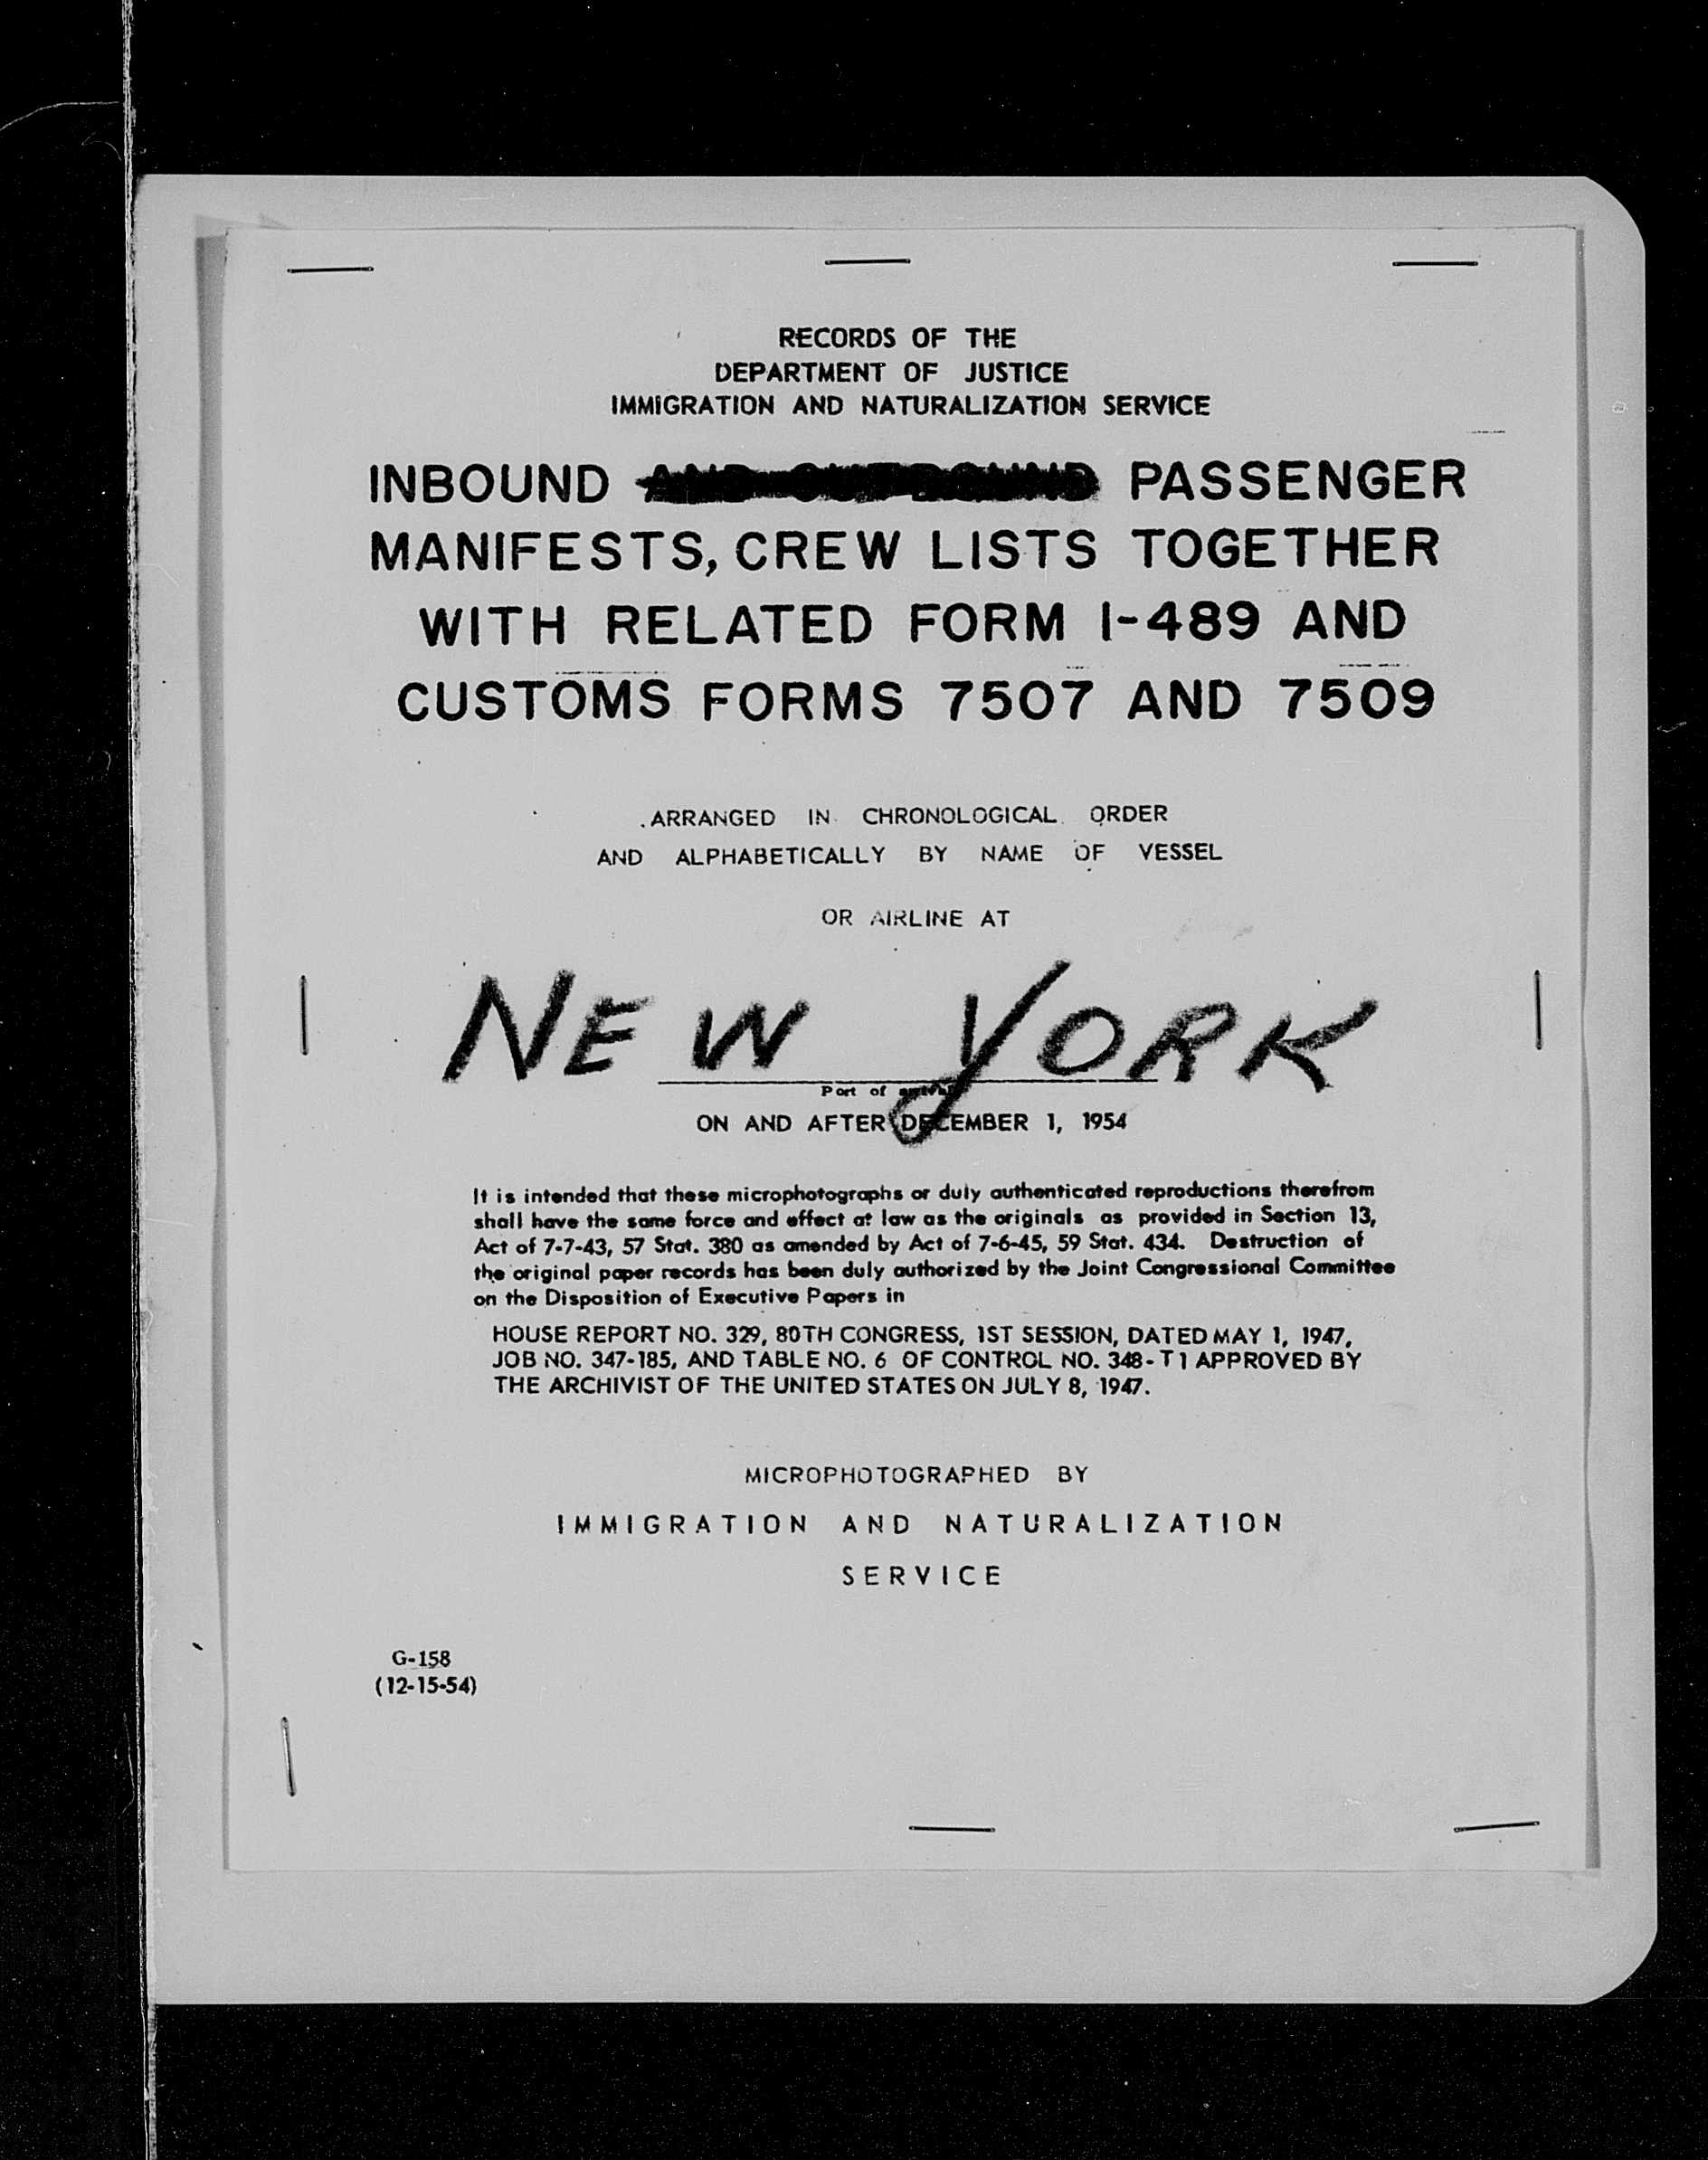 RECORDS OF THE
DEPARTMENT OF JUSTICE
IMMIGRATION AND NATURALIZATION SERVICE
INBOUND AND OUTBOUND PASSENGER
MANIFESTS, CREW LISTS TOGETHER
WITH RELATED FORM I-489 AND
CUSTOMS FORMS 7507 AND 7509
ARRANGED IN CHRONOLOGICAL ORDER
AND ALPHABETICALLY BY NAME OF VESSEL
OR AIRLINE AT
NEW YORK
Port of arrival
ON AND AFTER DECEMBER 1, 1954
It is intended that these microphotographs or duly authenticated reproductions therefrom
shall have the same force and effect at law as the originals as provided in Section 13,
Act of 7-7-43, 57 Stat. 380 as amended by Act of 7-6-45, 59 Stat. 434. Destruction of
the original paper records has been duly authorized by the Joint Congressional Committee
on the Disposition of Executive Papers in
HOUSE REPORT NO. 329, 80TH CONGRESS, 1ST SESSION, DATED MAY 1, 1947,
JOB NO. 347-185, AND TABLE NO. 6 OF CONTROL NO. 348-T1 APPROVED BY
THE ARCHIVIST OF THE UNITED STATES ON JULY 8, 1947.
MICROPHOTOGRAPHED BY
IMMIGRATION AND NATURALIZATION
SERVICE
G-158
(12-15-54)